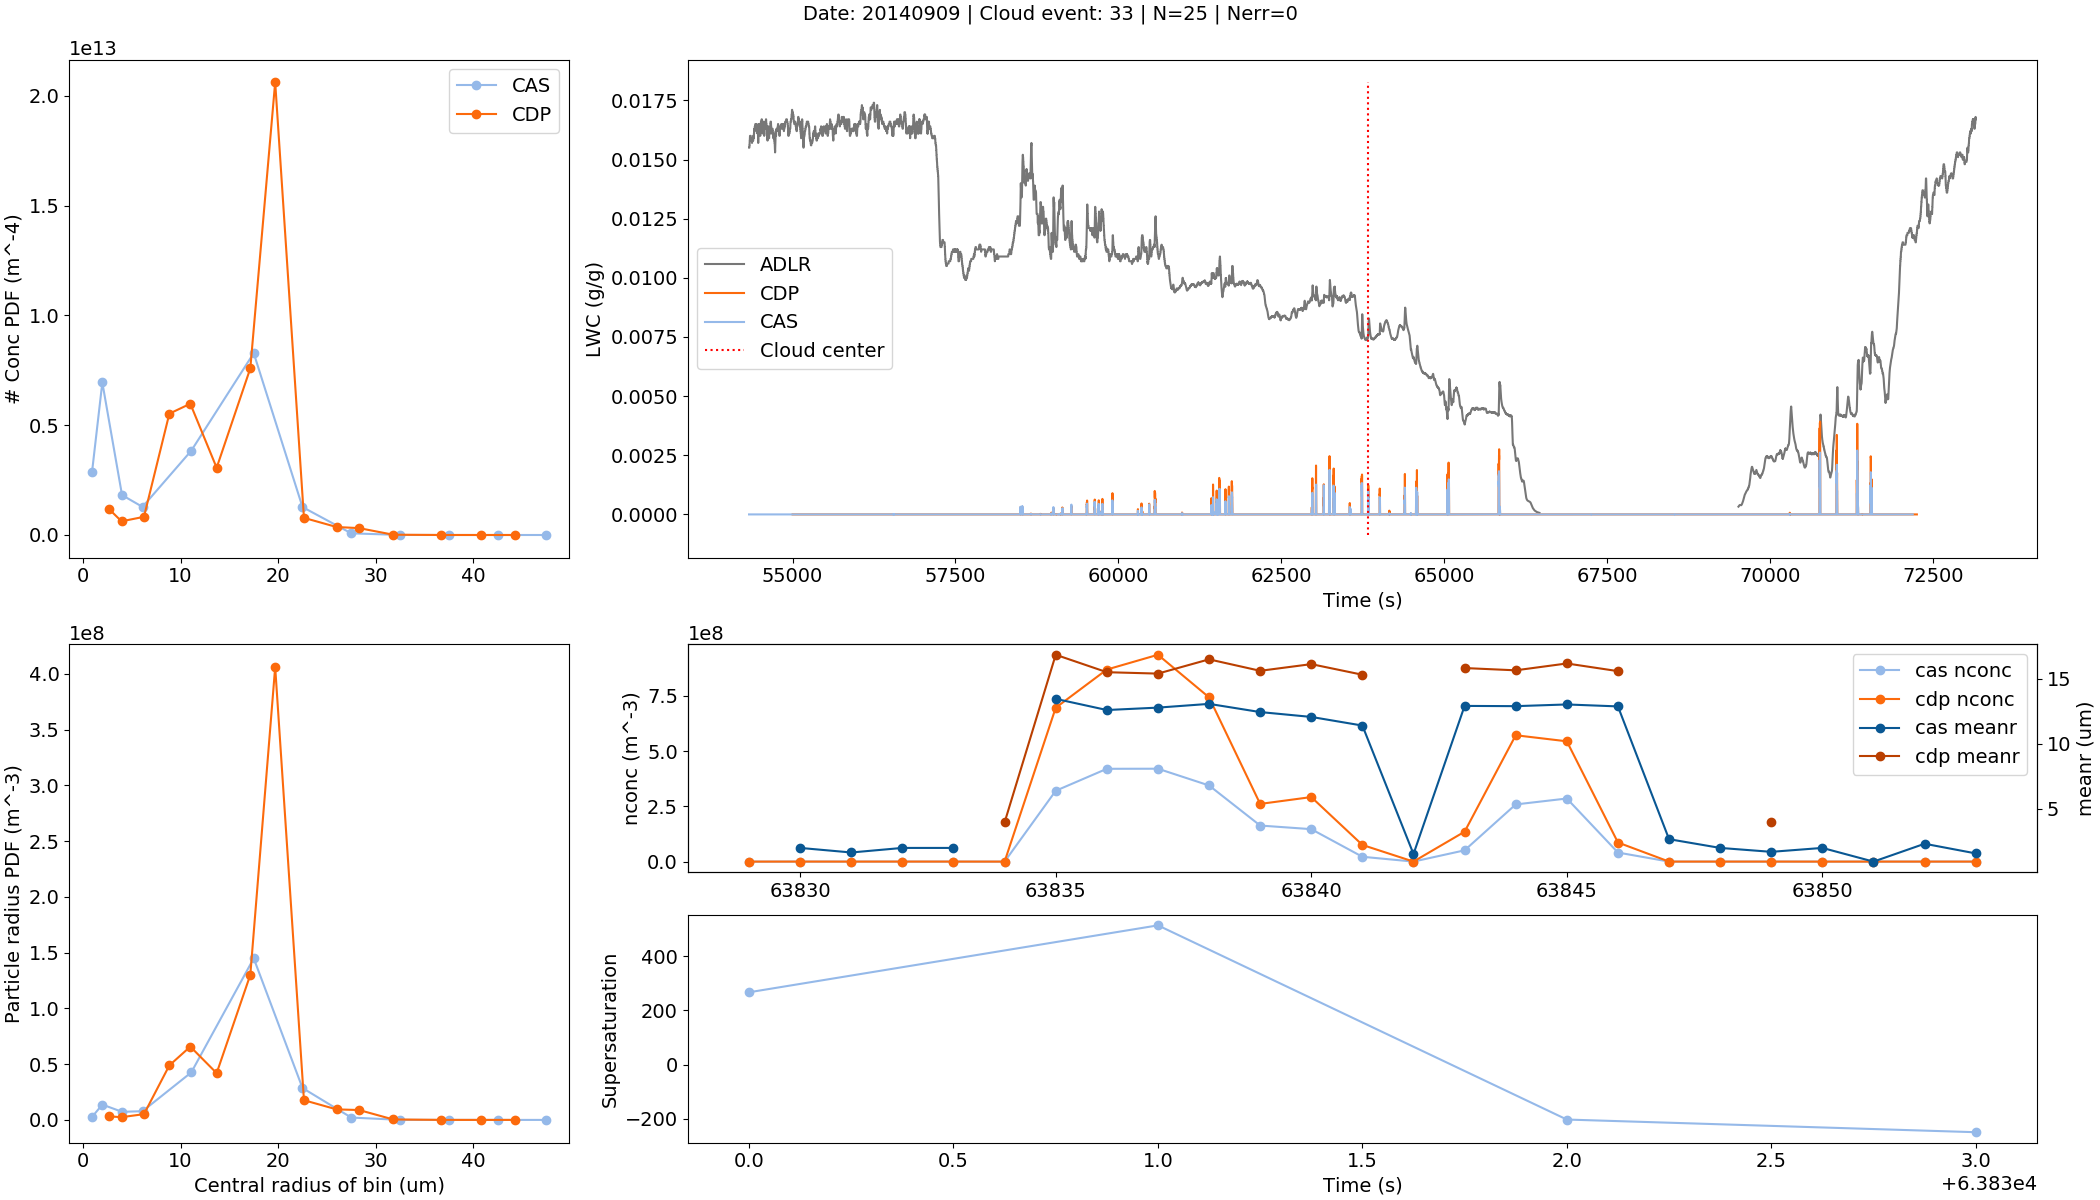 Date: 20140909 | Cloud event: 33 | N=25 | Nerr=0
1e13
# Conc PDF (m^-4)
2.0
1.5
1.0
0.5
0.0
0 10 20 30 40
CAS
CDP
LWC (g/g)
0.0175
0.0150
0.0125
0.0100
0.0075
0.0050
0.0025
0.0000
ADLR
CDP
CAS
Cloud center
55000 57500 60000 62500 65000 67500 70000 72500
Time (s)
1e8
Particle radius PDF (m^-3)
4.0
3.5
3.0
2.5
2.0
1.5
1.0
0.5
0.0
0 10 20 30 40
Central radius of bin (um)
1e8
nconc (m^-3)
7.5
5.0
2.5
0.0
63830 63835 63840 63845 63850
cas nconc
cdp nconc
cas meanr
cdp meanr
15
10
5
meanr (um)
Supersaturation
400
200
0
−200
0.0 0.5 1.0 1.5 2.0 2.5 3.0
Time (s)
+6.383e4